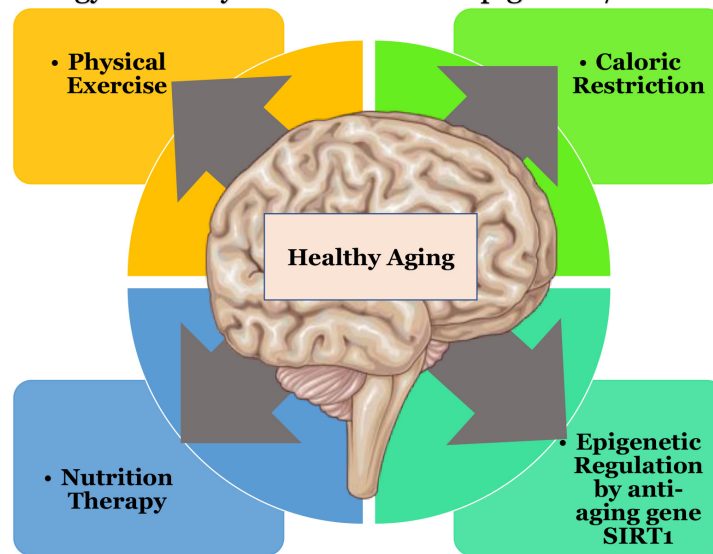 • Physical
Exercise
• Caloric
Restriction
Healthy Aging
• Nutrition
Therapy
• Epigenetic
Regulation
by anti-
aging gene
SIRT1